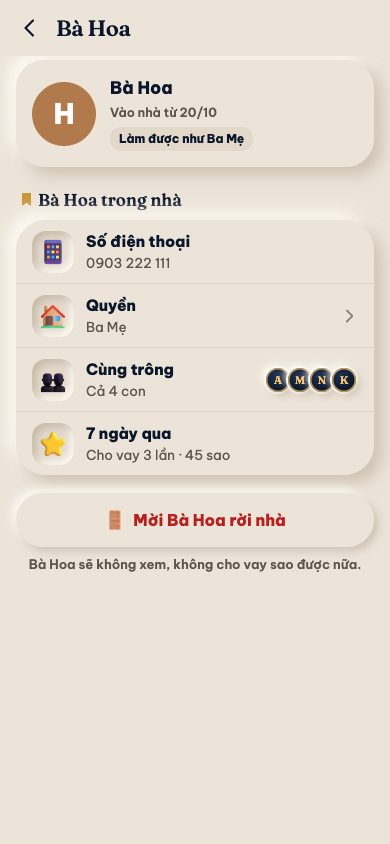 Bà Hoa
H
Bà Hoa
Vào nhà từ 20/10
Làm được như Ba Mẹ
Bà Hoa trong nhà
Số điện thoại
0903 222 111
Quyền
Ba Mẹ
Cùng trông
Cả 4 con
A M N K
7 ngày qua
Cho vay 3 lần · 45 sao
Mời Bà Hoa rời nhà
Bà Hoa sẽ không xem, không cho vay sao được nữa.